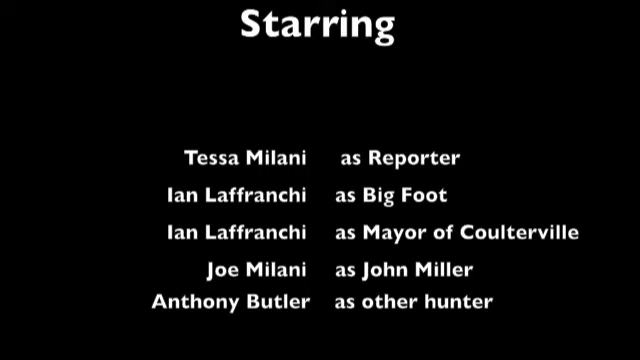 Starring
Tessa Milani as Reporter
Ian Laffranchi as Big Foot
Ian Laffranchi as Mayor of Coulterville
Joe Milani as John Miller
Anthony Butler as other hunter